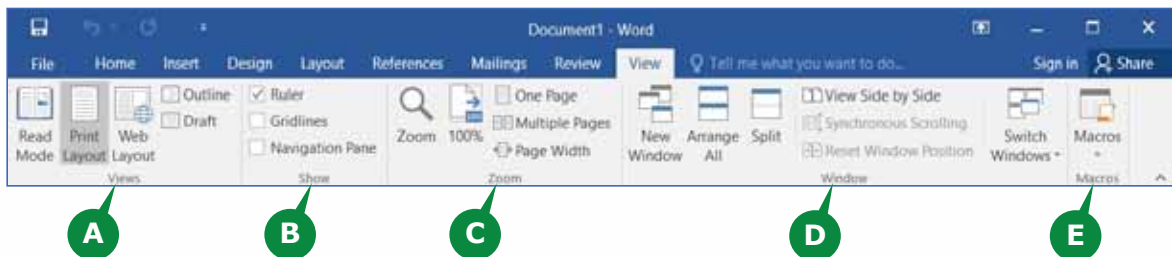 Document1 - Word
File Home Insert Design Layout References Mailings Review View Tell me what you want to do... Sign in Share
Read Mode
Print Layout
Web Layout
Outline
Draft
Views
Ruler
Gridlines
Navigation Pane
Show
Zoom
100%
One Page
Multiple Pages
Page Width
Zoom
New Window
Arrange All
Split
View Side by Side
Synchronous Scrolling
Reset Window Position
Switch Windows
Window
Macros
Macros
A B C D E